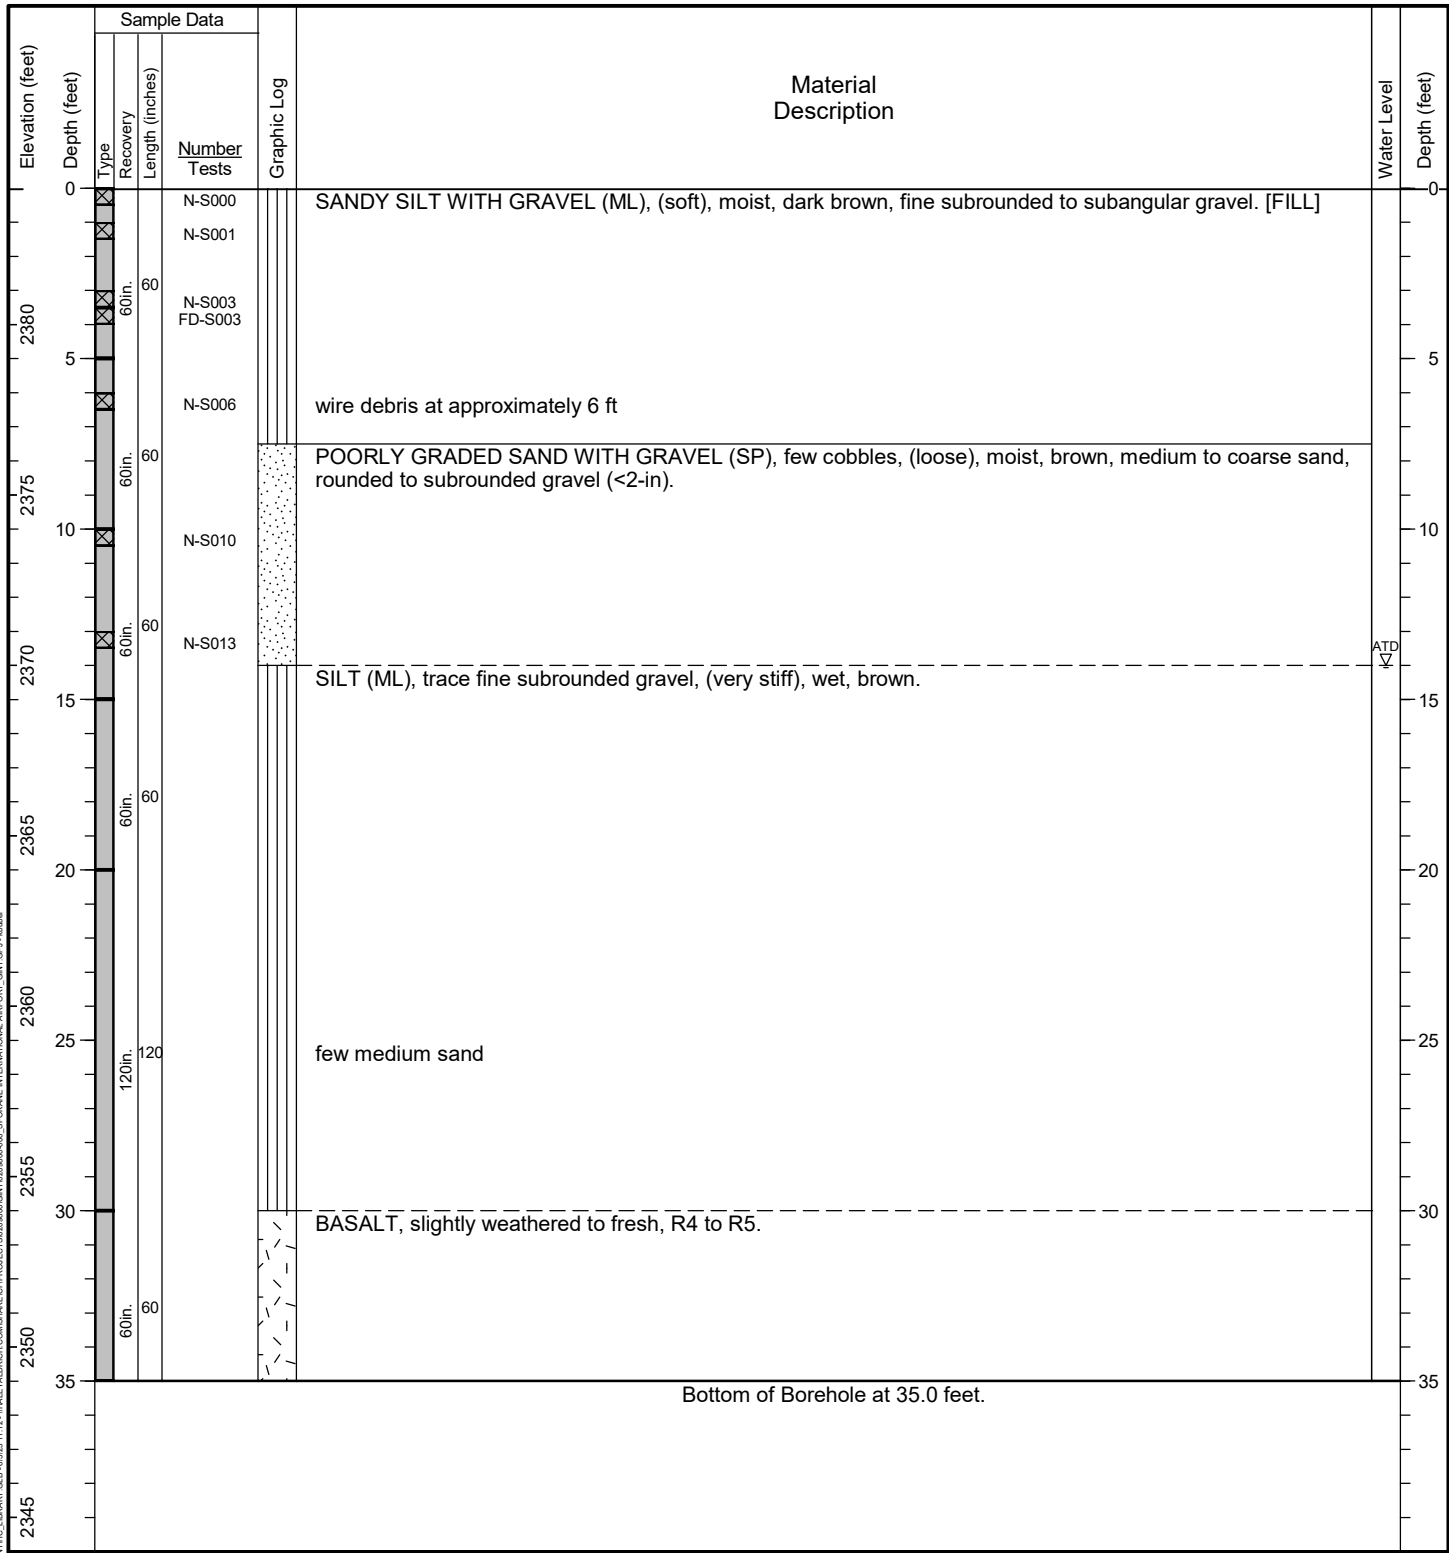 Sample Data
Elevation (feet)
Depth (feet)
Type
Recovery
Length (inches)
Number
Tests
Graphic Log
Material
Description
Water Level
Depth (feet)
0
N-S000
SANDY SILT WITH GRAVEL (ML), (soft), moist, dark brown, fine subrounded to subangular gravel. [FILL]
0
N-S001
60in.
60
N-S003
FD-S003
2380
5
5
N-S006
wire debris at approximately 6 ft
60in.
60
POORLY GRADED SAND WITH GRAVEL (SP), few cobbles, (loose), moist, brown, medium to coarse sand,
rounded to subrounded gravel (<2-in).
2375
10
N-S010
10
60in.
60
N-S013
ATD
2370
SILT (ML), trace fine subrounded gravel, (very stiff), wet, brown.
15
15
60in.
60
2365
20
20
2360
25
120in.
120
few medium sand
25
2355
30
BASALT, slightly weathered to fresh, R4 to R5.
30
60in.
60
2350
35
35
Bottom of Borehole at 35.0 feet.
2345